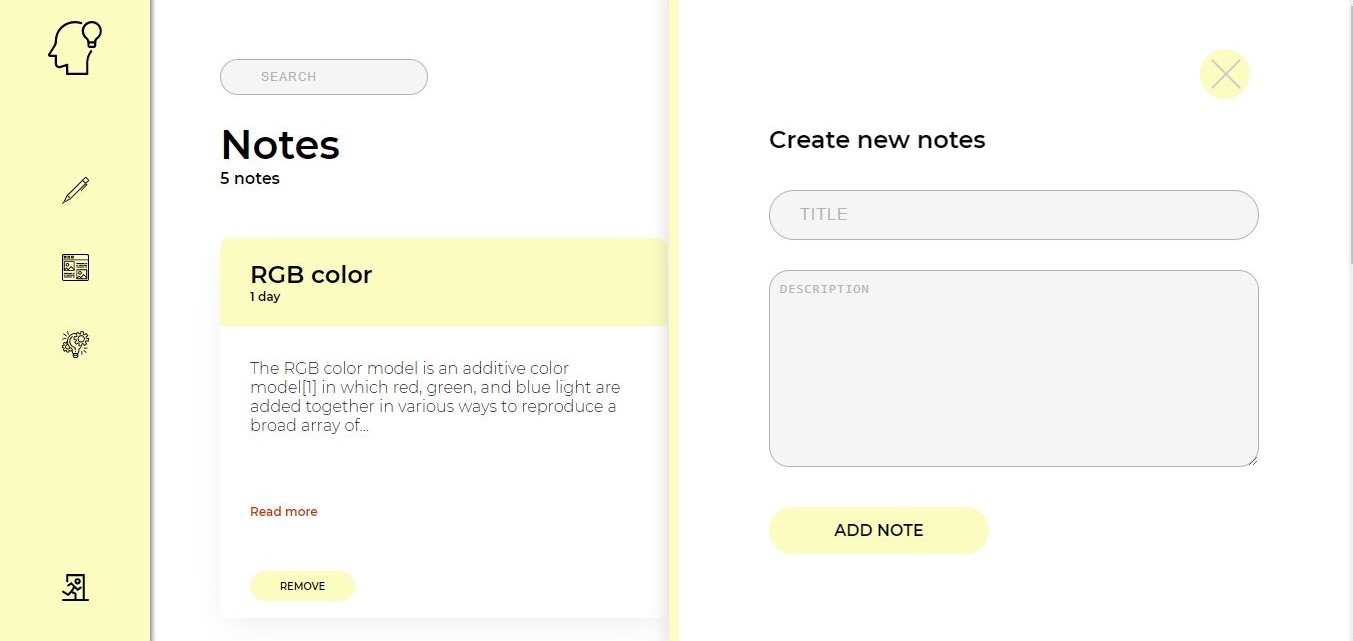 SEARCH
Notes
5 notes
RGB color
1 day
The RGB color model is an additive color
model[1] in which red, green, and blue light are
added together in various ways to reproduce a
broad array of...
Read more
REMOVE
Create new notes
TITLE
DESCRIPTION
ADD NOTE